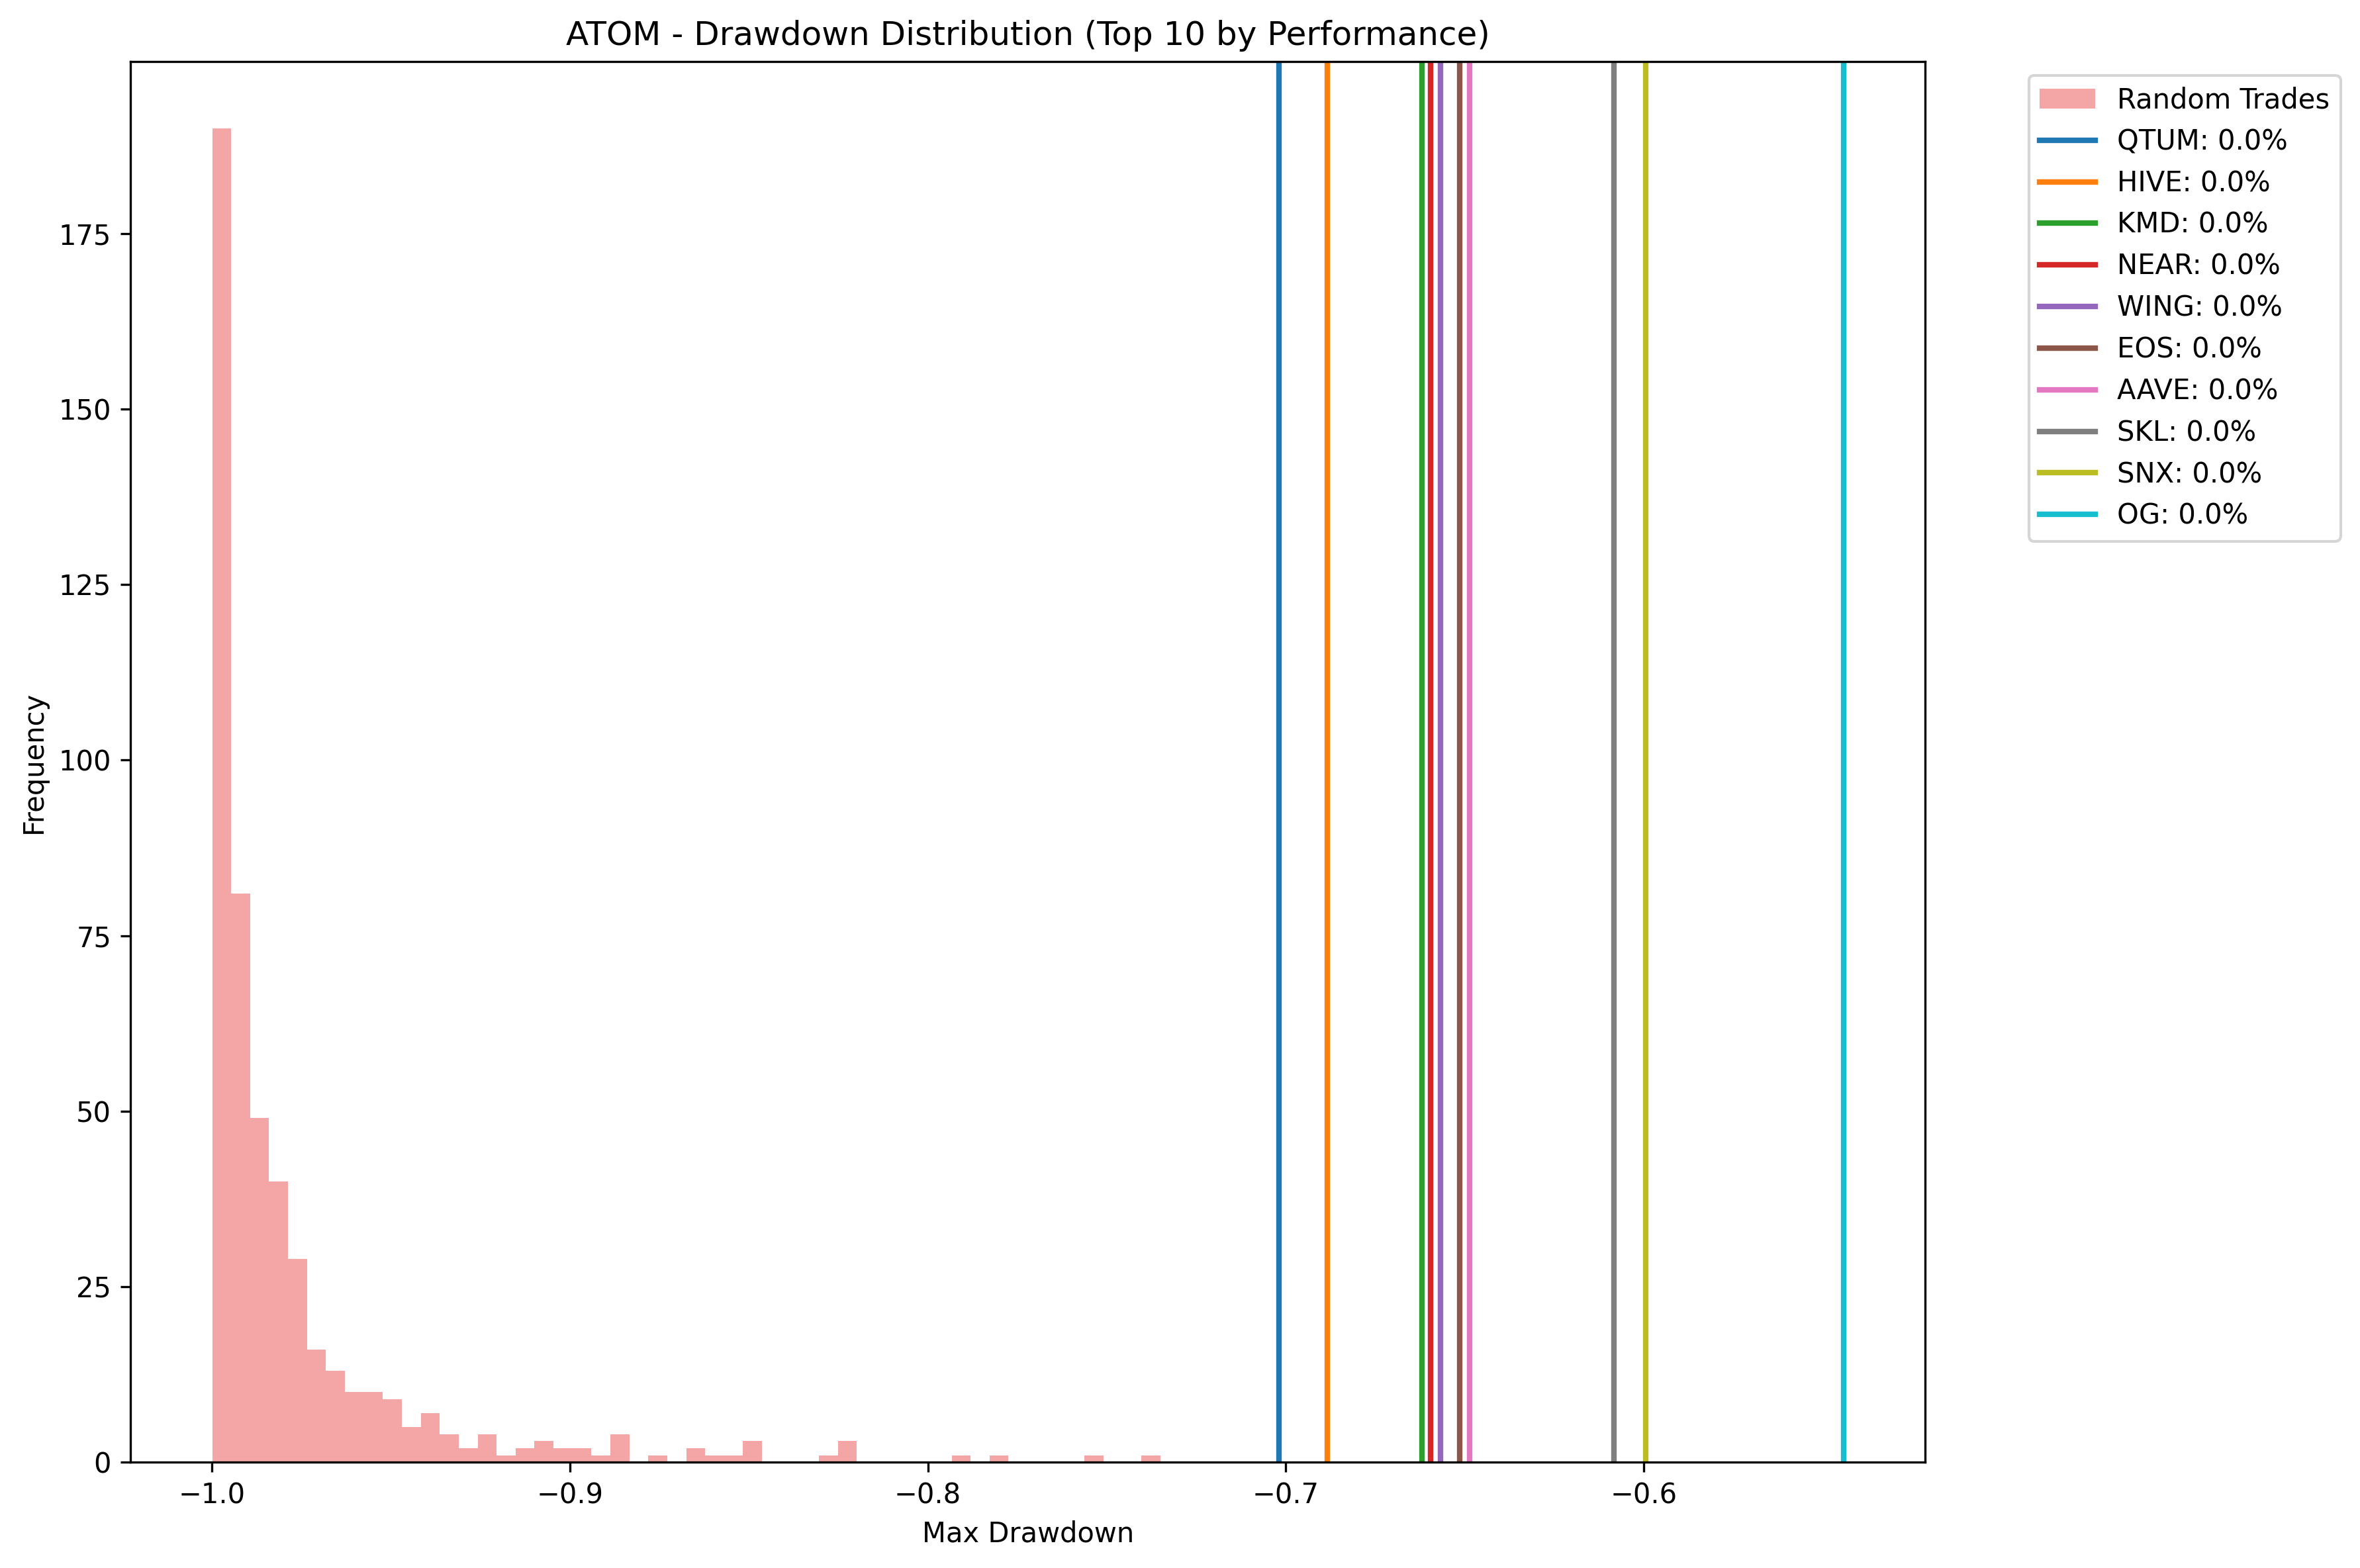 ATOM - Drawdown Distribution (Top 10 by Performance)
Random Trades
QTUM: 0.0%
HIVE: 0.0%
KMD: 0.0%
NEAR: 0.0%
WING: 0.0%
EOS: 0.0%
AAVE: 0.0%
SKL: 0.0%
SNX: 0.0%
OG: 0.0%
Frequency
175
150
125
100
75
50
25
0
−1.0 −0.9 −0.8 −0.7 −0.6
Max Drawdown